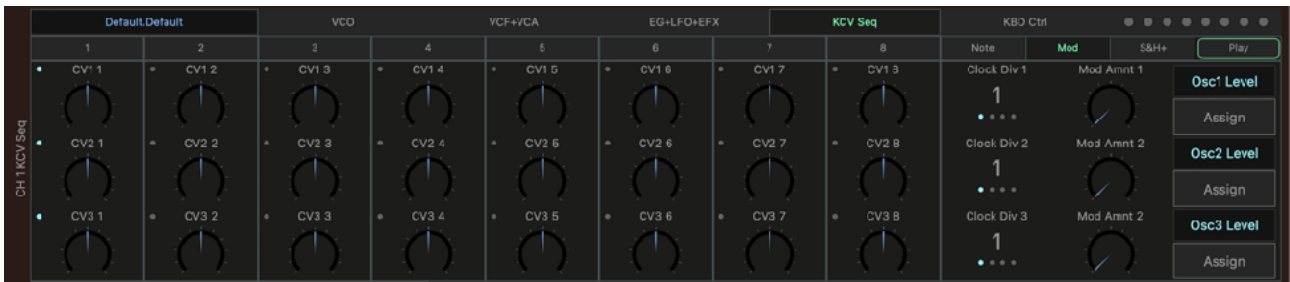 Default.Default VCO VCF+VCA EG+LFO+EFX KCV Seq KBD Ctrl
1 2 3 4 5 6 7 8 Note Mod S&H+ Play
CV1 1 CV1 2 CV1 3 CV1 4 CV1 5 CV1 6 CV1 7 CV1 8 Clock Div 1 Mod Amnt 1 Osc1 Level
1 Assign
CV2 1 CV2 2 CV2 3 CV2 4 CV2 5 CV2 6 CV2 7 CV2 8 Clock Div 2 Mod Amnt 2 Osc2 Level
1 Assign
CV3 1 CV3 2 CV3 3 CV3 4 CV3 5 CV3 6 CV3 7 CV3 8 Clock Div 3 Mod Amnt 2 Osc3 Level
1 Assign
CH 1 KCV Seq